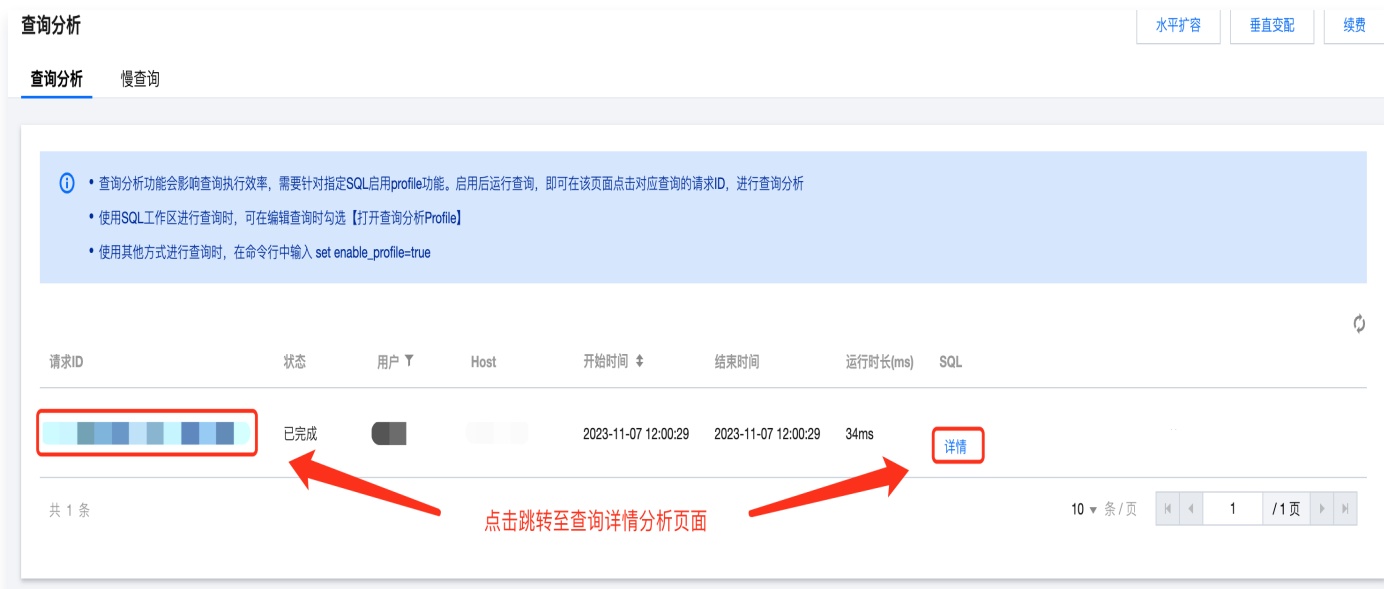 查询分析
水平扩容 垂直变配 续费
查询分析 慢查询
• 查询分析功能会影响查询执行效率，需要针对指定SQL启用profile功能。启用后运行查询，即可在该页面点击对应查询的请求ID，进行查询分析
• 使用SQL工作区进行查询时，可在编辑查询时勾选【打开查询分析Profile】
• 使用其他方式进行查询时，在命令行中输入 set enable_profile=true
请求ID 状态 用户 Host 开始时间 结束时间 运行时长(ms) SQL
已完成 2023-11-07 12:00:29 2023-11-07 12:00:29 34ms 详情
共 1 条 10 条 / 页 1 / 1 页
点击跳转至查询详情分析页面